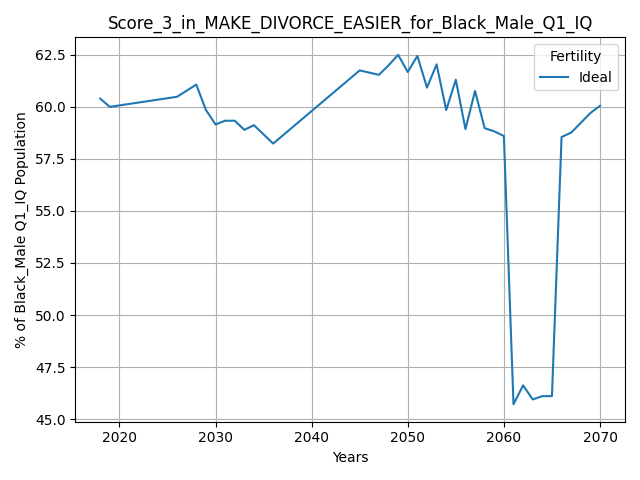 Score_3_in_MAKE_DIVORCE_EASIER_for_Black_Male_Q1_IQ
Fertility
Ideal
% of Black_Male Q1_IQ Population
62.5
60.0
57.5
55.0
52.5
50.0
47.5
45.0
2020 2030 2040 2050 2060 2070
Years